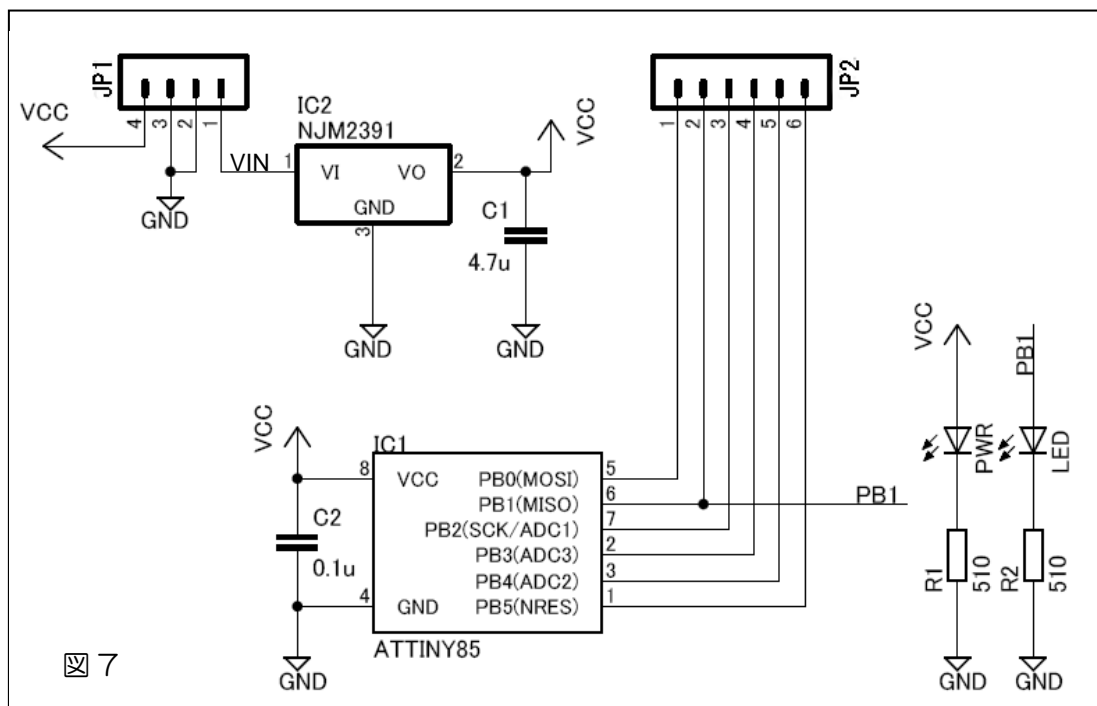 JP1
VCC
4
3
2
1
GND
VIN
IC2
NJM2391
1
VI
VO
2
GND
3
GND
VCC
C1
4.7u
GND
JP2
1
2
3
4
5
6
VCC
IC1
8
VCC
C2
0.1u
4
GND
GND
PB0(MOSI)
5
PB1(MISO)
6
PB2(SCK/ADC1)
7
PB3(ADC3)
2
PB4(ADC2)
3
PB5(NRES)
1
ATTINY85
PB1
VCC
PWR
R1
510
GND
PB1
LED
R2
510
GND
図7